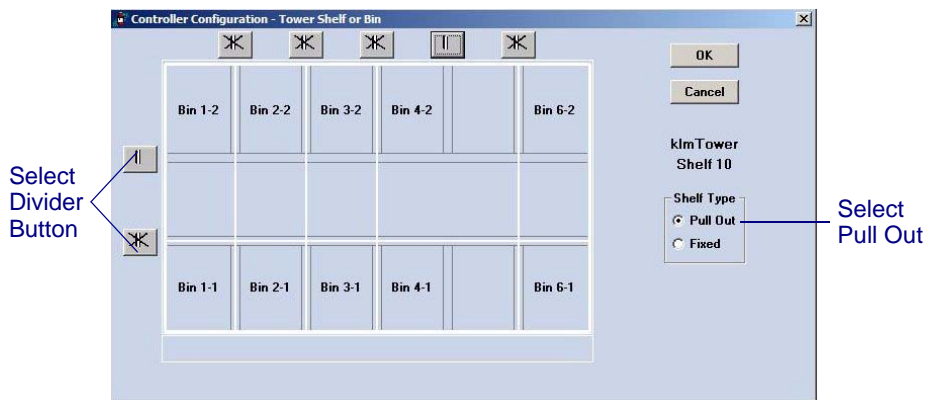 Controller Configuration - Tower Shelf or Bin
OK
Cancel
Bin 1-2 Bin 2-2 Bin 3-2 Bin 4-2 Bin 6-2
klmTower
Shelf 10
Select
Divider
Button
Shelf Type
Pull Out
Fixed
Select
Pull Out
Bin 1-1 Bin 2-1 Bin 3-1 Bin 4-1 Bin 6-1